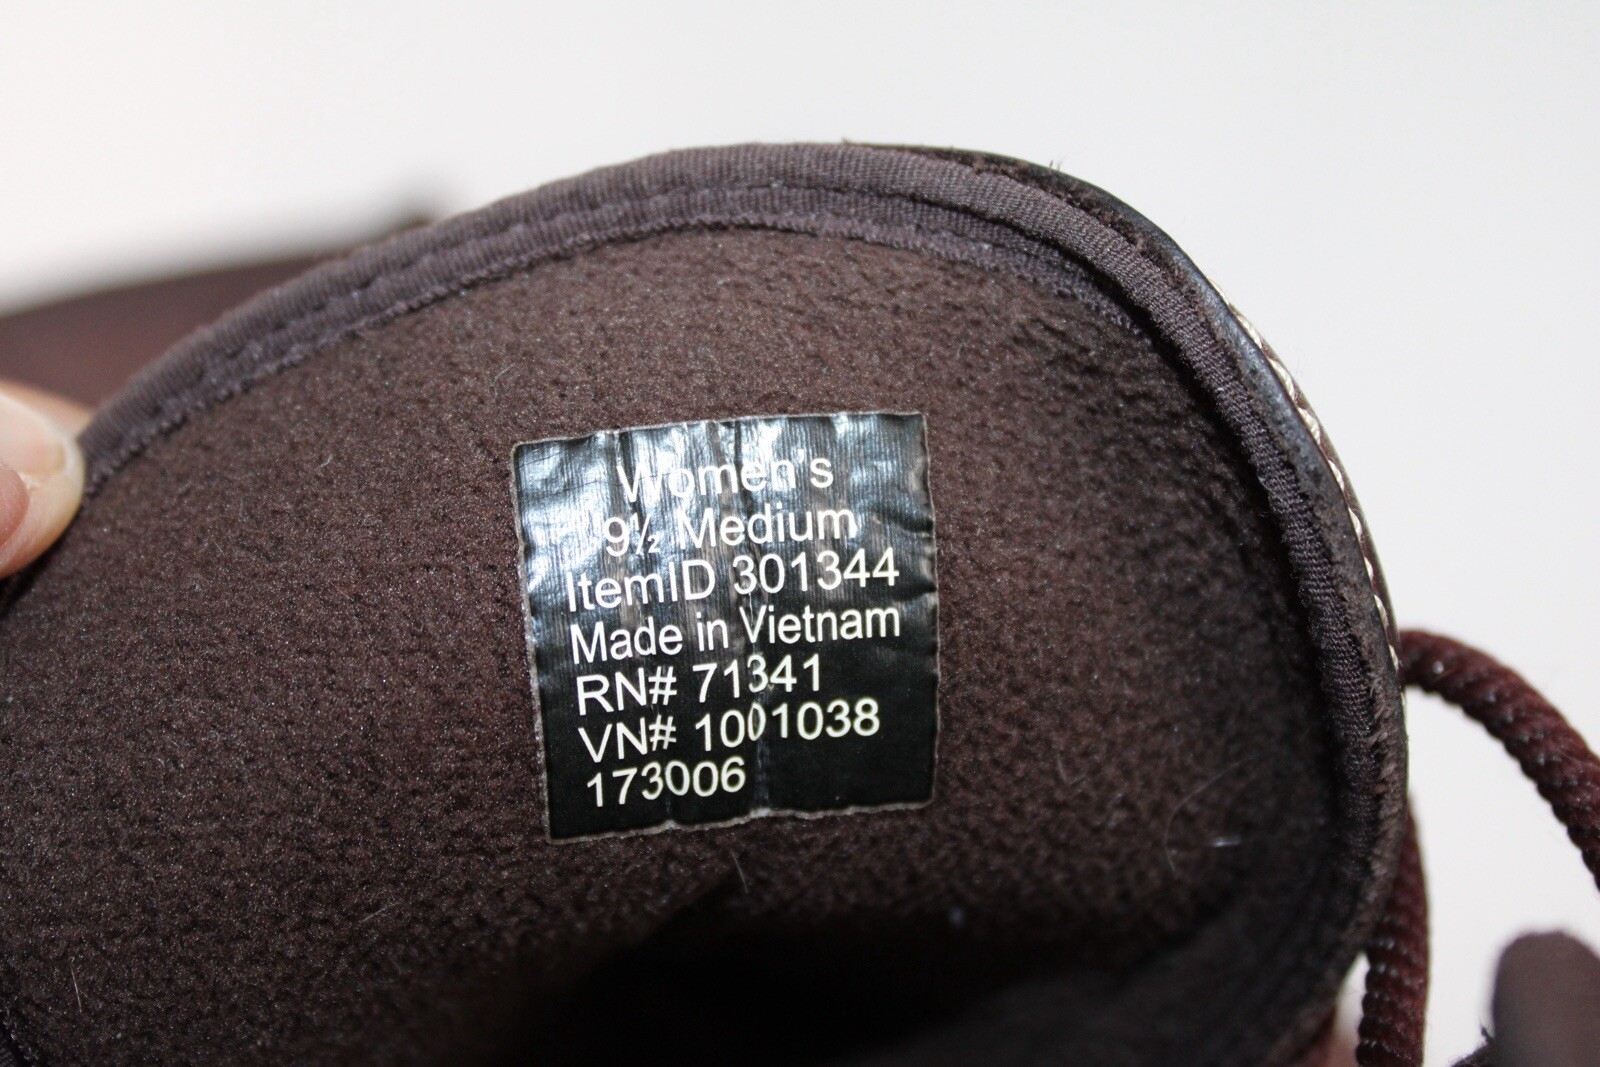 Women's
9½ Medium
ItemID 301344
Made in Vietnam
RN# 71341
VN# 1001038
173006